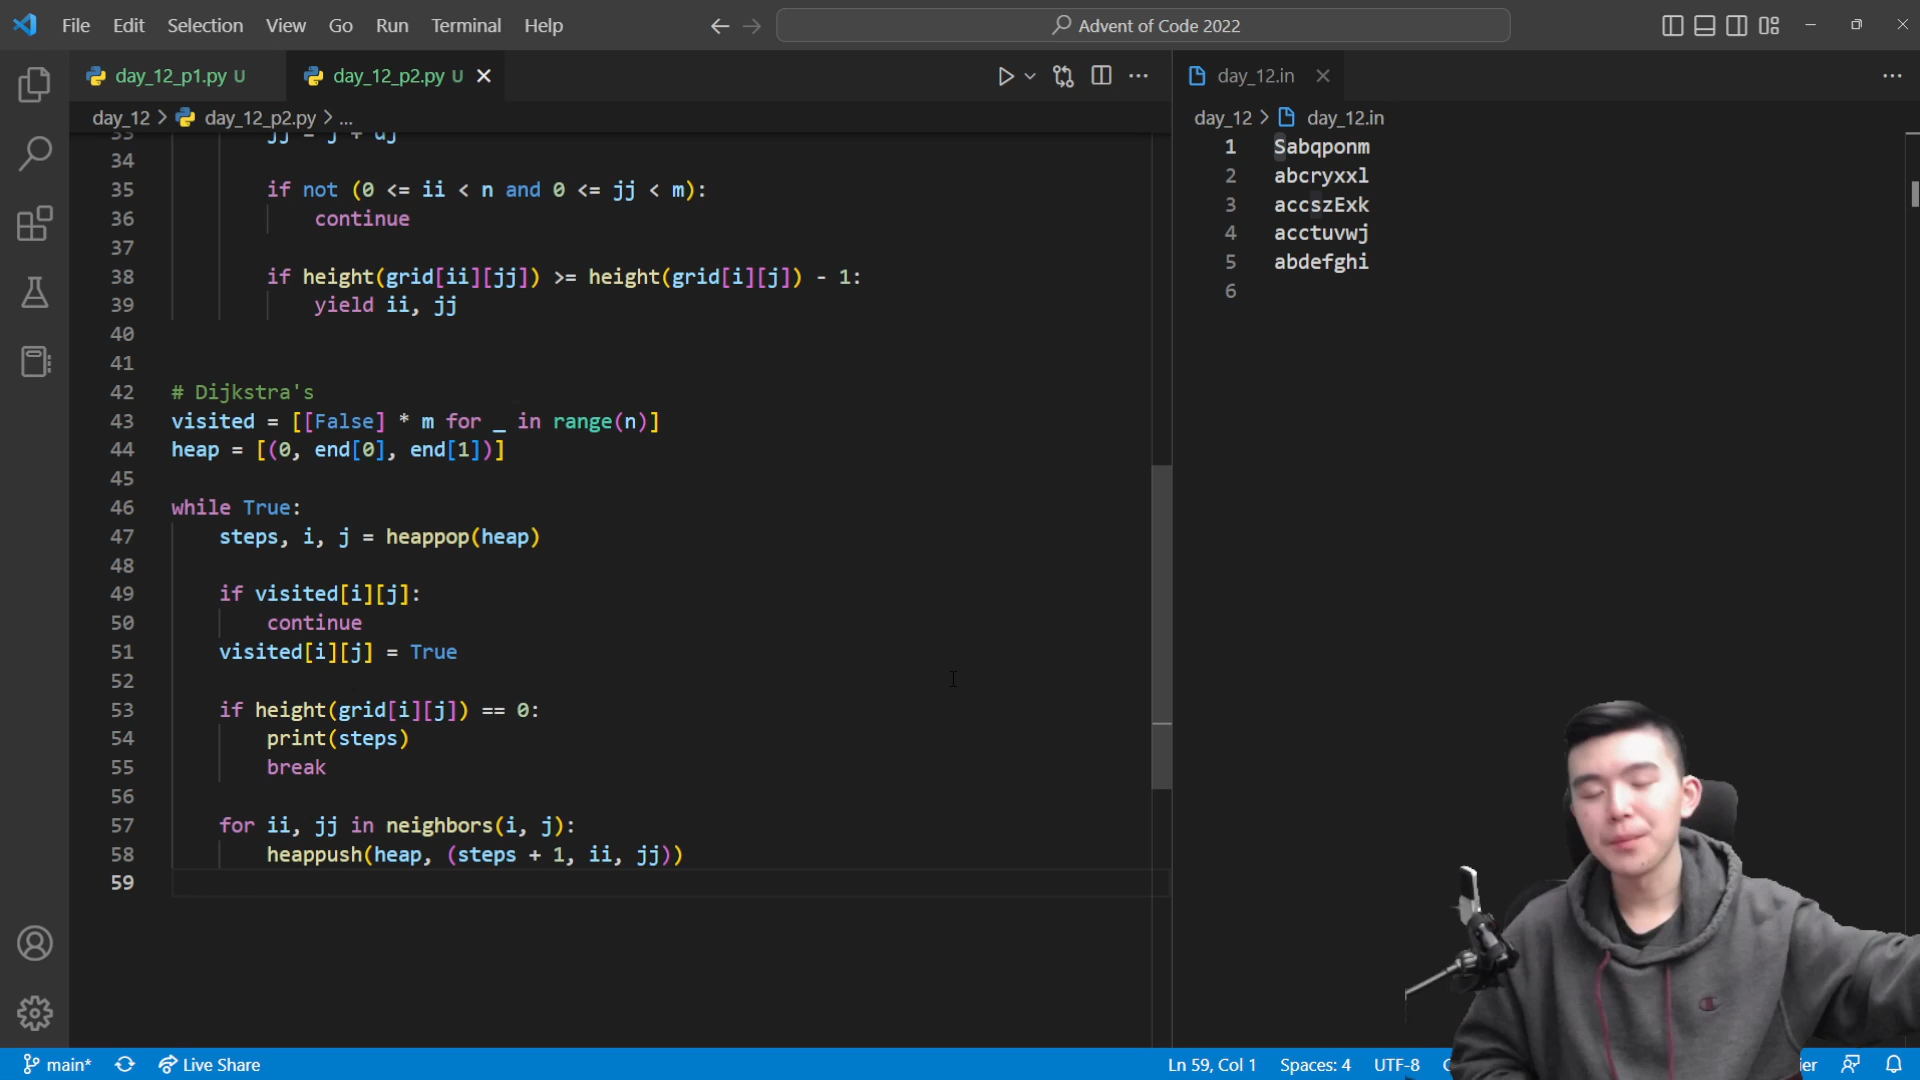 File Edit Selection View Go Run Terminal Help
Advent of Code 2022
day_12_p1.py U
day_12_p2.py U
day_12 > day_12_p2.py > ...
33 jj = j + dj
34
35 if not (0 <= ii < n and 0 <= jj < m):
36 continue
37
38 if height(grid[ii][jj]) >= height(grid[i][j]) - 1:
39 yield ii, jj
40
41
42 # Dijkstra's
43 visited = [[False] * m for _ in range(n)]
44 heap = [(0, end[0], end[1])]
45
46 while True:
47 steps, i, j = heappop(heap)
48
49 if visited[i][j]:
50 continue
51 visited[i][j] = True
52
53 if height(grid[i][j]) == 0:
54 print(steps)
55 break
56
57 for ii, jj in neighbors(i, j):
58 heappush(heap, (steps + 1, ii, jj))
59
day_12.in
day_12 > day_12.in
1 Sabqponm
2 abcryxxl
3 accszExk
4 acctuvwj
5 abdefghi
6
main*
Live Share
Ln 59, Col 1
Spaces: 4
UTF-8